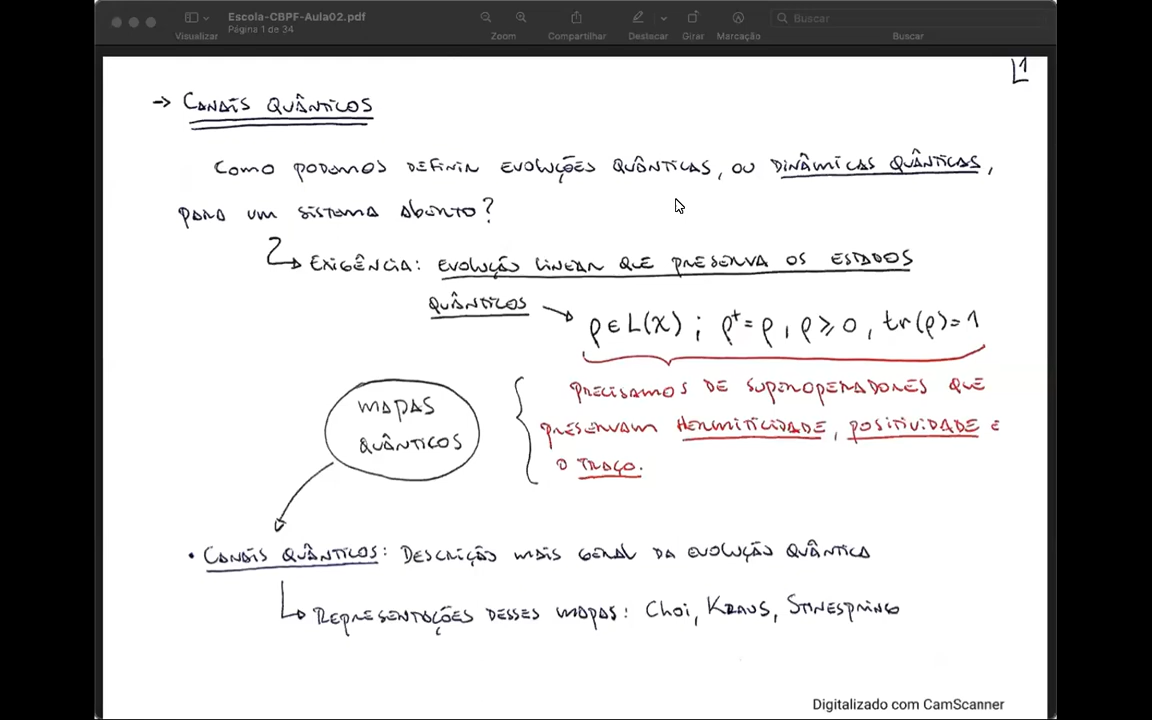 Escola-CBPF-Aula02.pdf
Página 1 de 34
Visualizar
Zoom
Compartilhar
Destacar
Girar
Marcação
Buscar
Buscar
1
→ CANAIS QUÂNTICOS
COMO PODEMOS DEFINIR EVOLUÇÕES QUÂNTICAS, OU DINÂMICAS QUÂNTICAS,
PARA UM SISTEMA ABERTO?
↳ EXIGÊNCIA: EVOLUÇÃO LINEAR QUE PRESERVA OS ESTADOS
QUÂNTICOS → ρ ∈ L(X) ; ρ† = ρ, ρ ⩾ 0, tr(ρ) = 1
PRECISAMOS DE SUPEROPERADORES QUE
PRESERVAM HERMITICIDADE, POSITIVIDADE E
O TRAÇO.
MAPAS
QUÂNTICOS
• CANAIS QUÂNTICOS: DESCRIÇÃO MAIS GERAL DA EVOLUÇÃO QUÂNTICA
↳ REPRESENTAÇÕES DESSES MAPAS: Choi, KRAUS, STINESPRING
Digitalizado com CamScanner